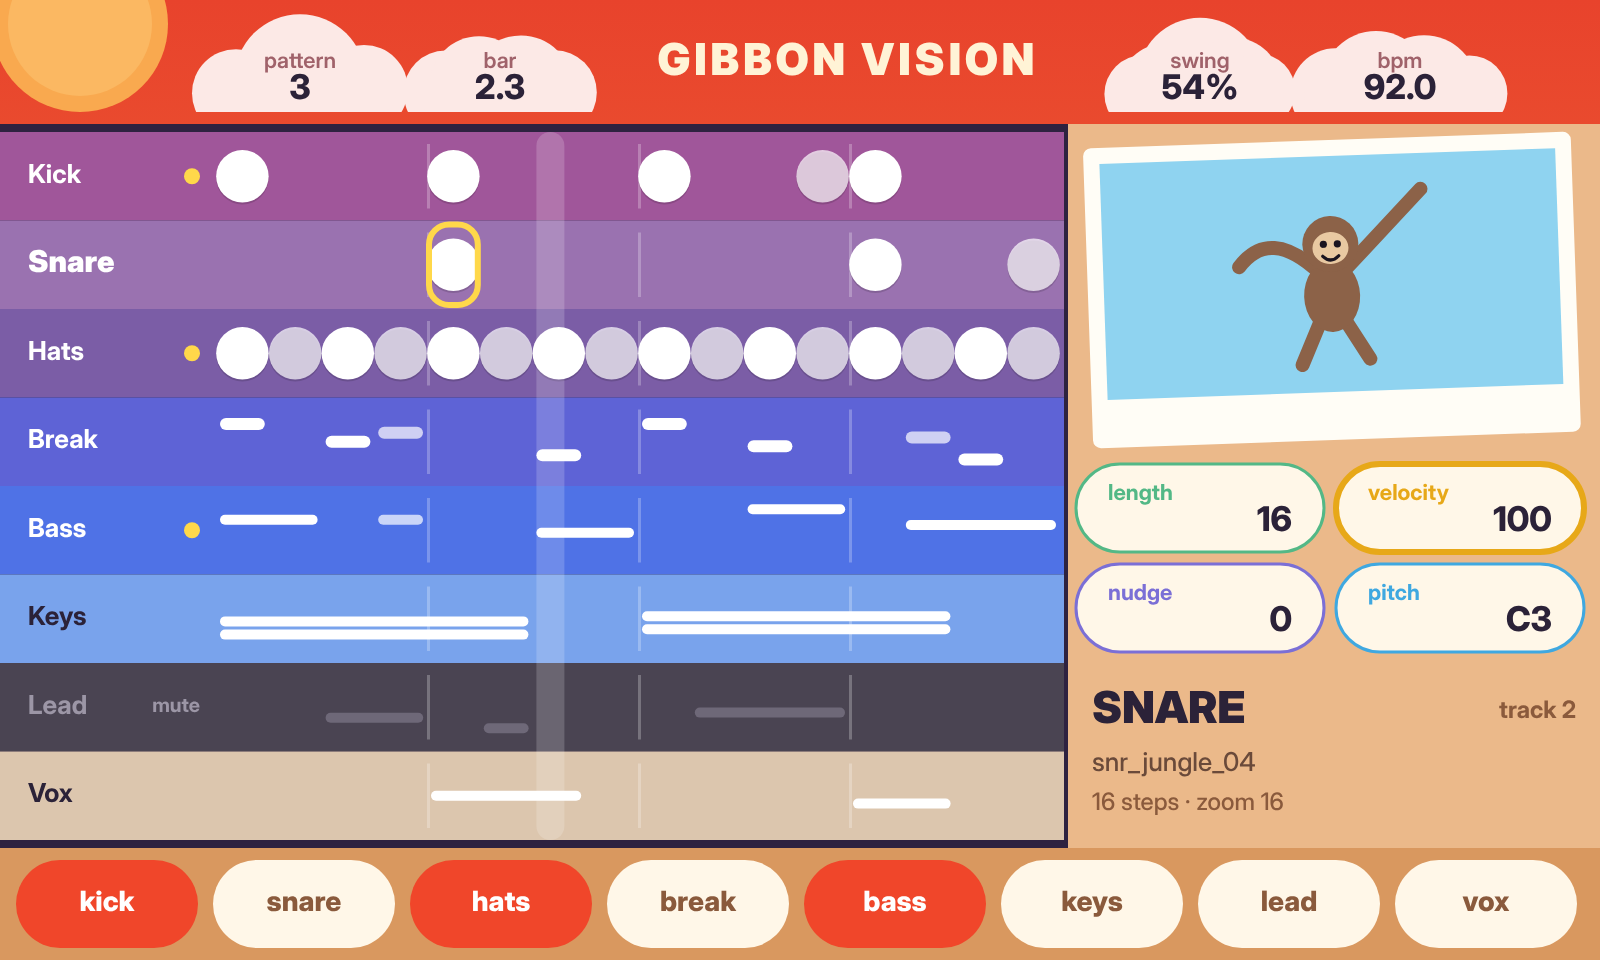 pattern
3
bar
2.3
GIBBON VISION
swing
54%
bpm
92.0
Kick
Snare
Hats
Break
Bass
Keys
Lead mute
Vox
length
16
velocity
100
nudge
0
pitch
C3
SNARE track 2
snr_jungle_04
16 steps · zoom 16
kick snare hats break bass keys lead vox